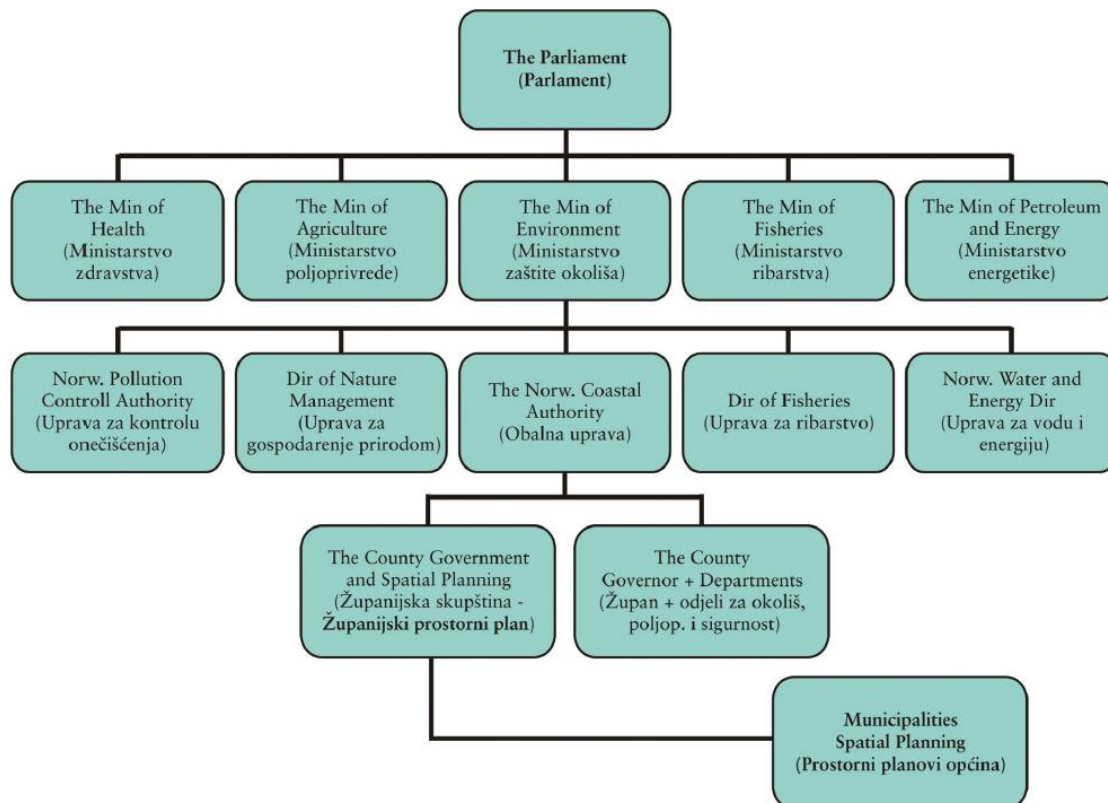 The Parliament
(Parlament)
The Min of
Health
(Ministarstvo
zdravstva)
The Min of
Agriculture
(Ministarstvo
poljoprivrede)
The Min of
Environment
(Ministarstvo
zaštite okoliša)
The Min of
Fisheries
(Ministarstvo
ribarstva)
The Min of Petroleum
and Energy
(Ministarstvo
energetike)
Norw. Pollution
Controll Authority
(Uprava za kontrolu
onečišćenja)
Dir of Nature
Management
(Uprava za
gospodarenje prirodom)
The Norw. Coastal
Authority
(Obalna uprava)
Dir of Fisheries
(Uprava za ribarstvo)
Norw. Water and
Energy Dir
(Uprava za vodu i
energiju)
The County Government
and Spatial Planning
(Županijska skupština -
Županijski prostorni plan)
The County
Governor + Departments
(Župan + odjeli za okoliš,
poljop. i sigurnost)
Municipalities
Spatial Planning
(Prostorni planovi općina)